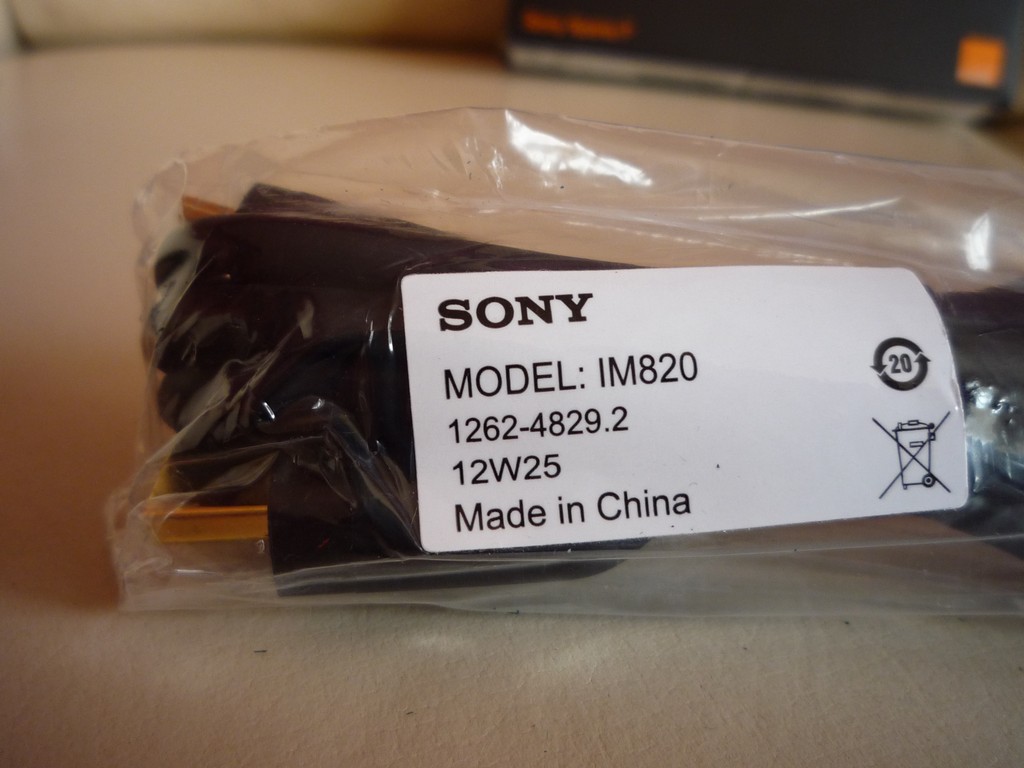 SONY
MODEL: IM820
1262-4829.2
12W25
Made in China
20